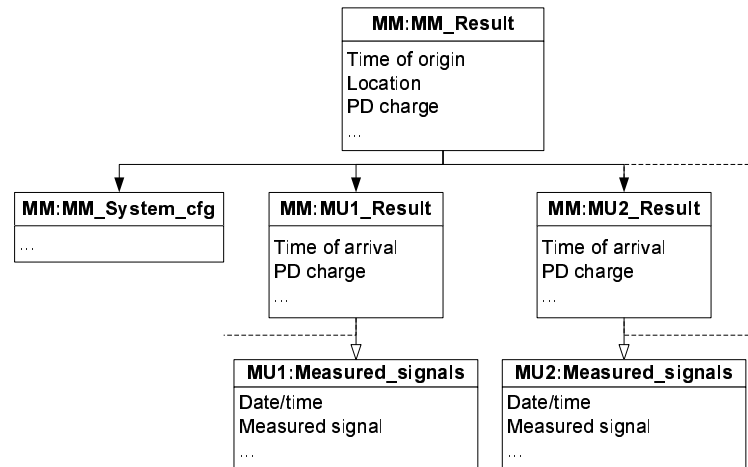 MM:MM_Result
Time of origin
Location
PD charge
...
MM:MM_System_cfg
...
MM:MU1_Result
Time of arrival
PD charge
...
MM:MU2_Result
Time of arrival
PD charge
...
MU1:Measured_signals
Date/time
Measured signal
...
MU2:Measured_signals
Date/time
Measured signal
...